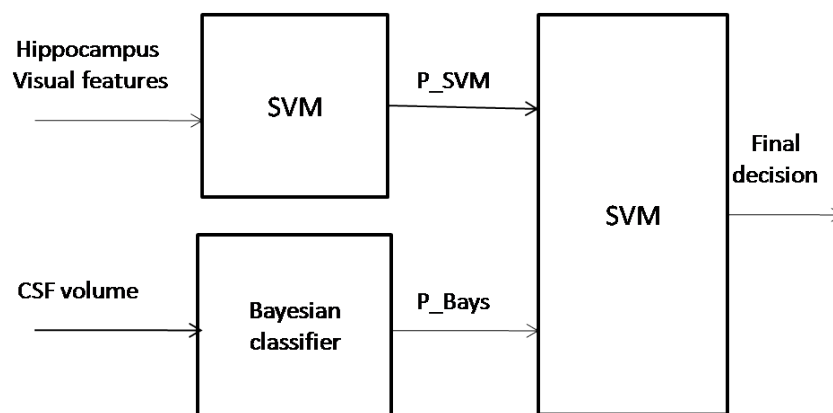 Hippocampus
Visual features
SVM
P_SVM
SVM
Final
decision
CSF volume
Bayesian
classifier
P_Bays